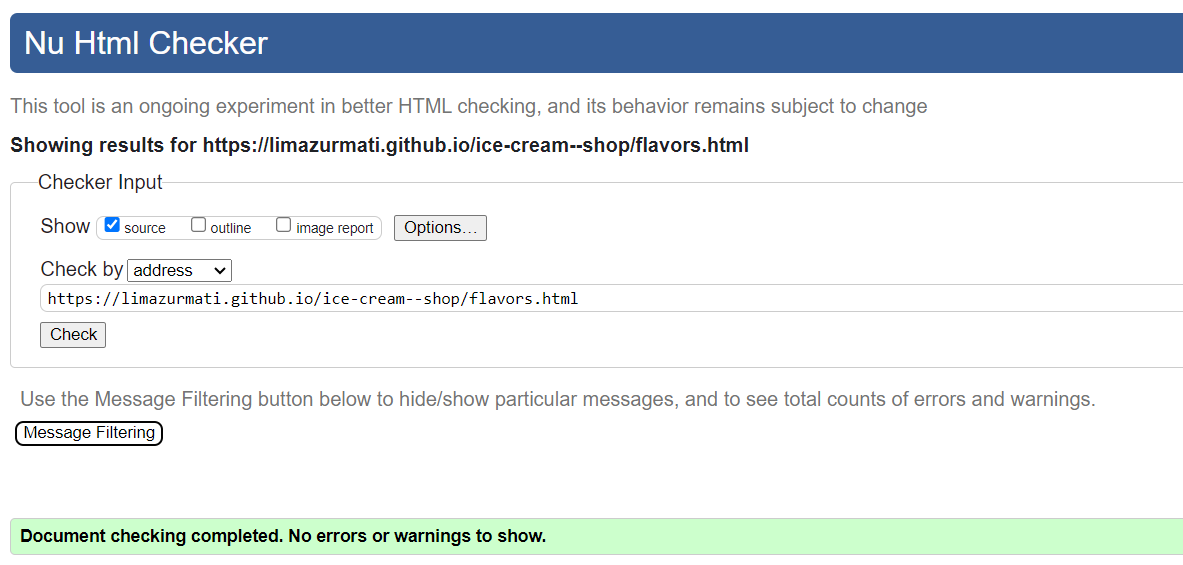 Nu Html Checker
This tool is an ongoing experiment in better HTML checking, and its behavior remains subject to change
Showing results for https://limazurmati.github.io/ice-cream--shop/flavors.html
Checker Input
Show source outline image report Options...
Check by address
https://limazurmati.github.io/ice-cream--shop/flavors.html
Check
Use the Message Filtering button below to hide/show particular messages, and to see total counts of errors and warnings.
Message Filtering
Document checking completed. No errors or warnings to show.